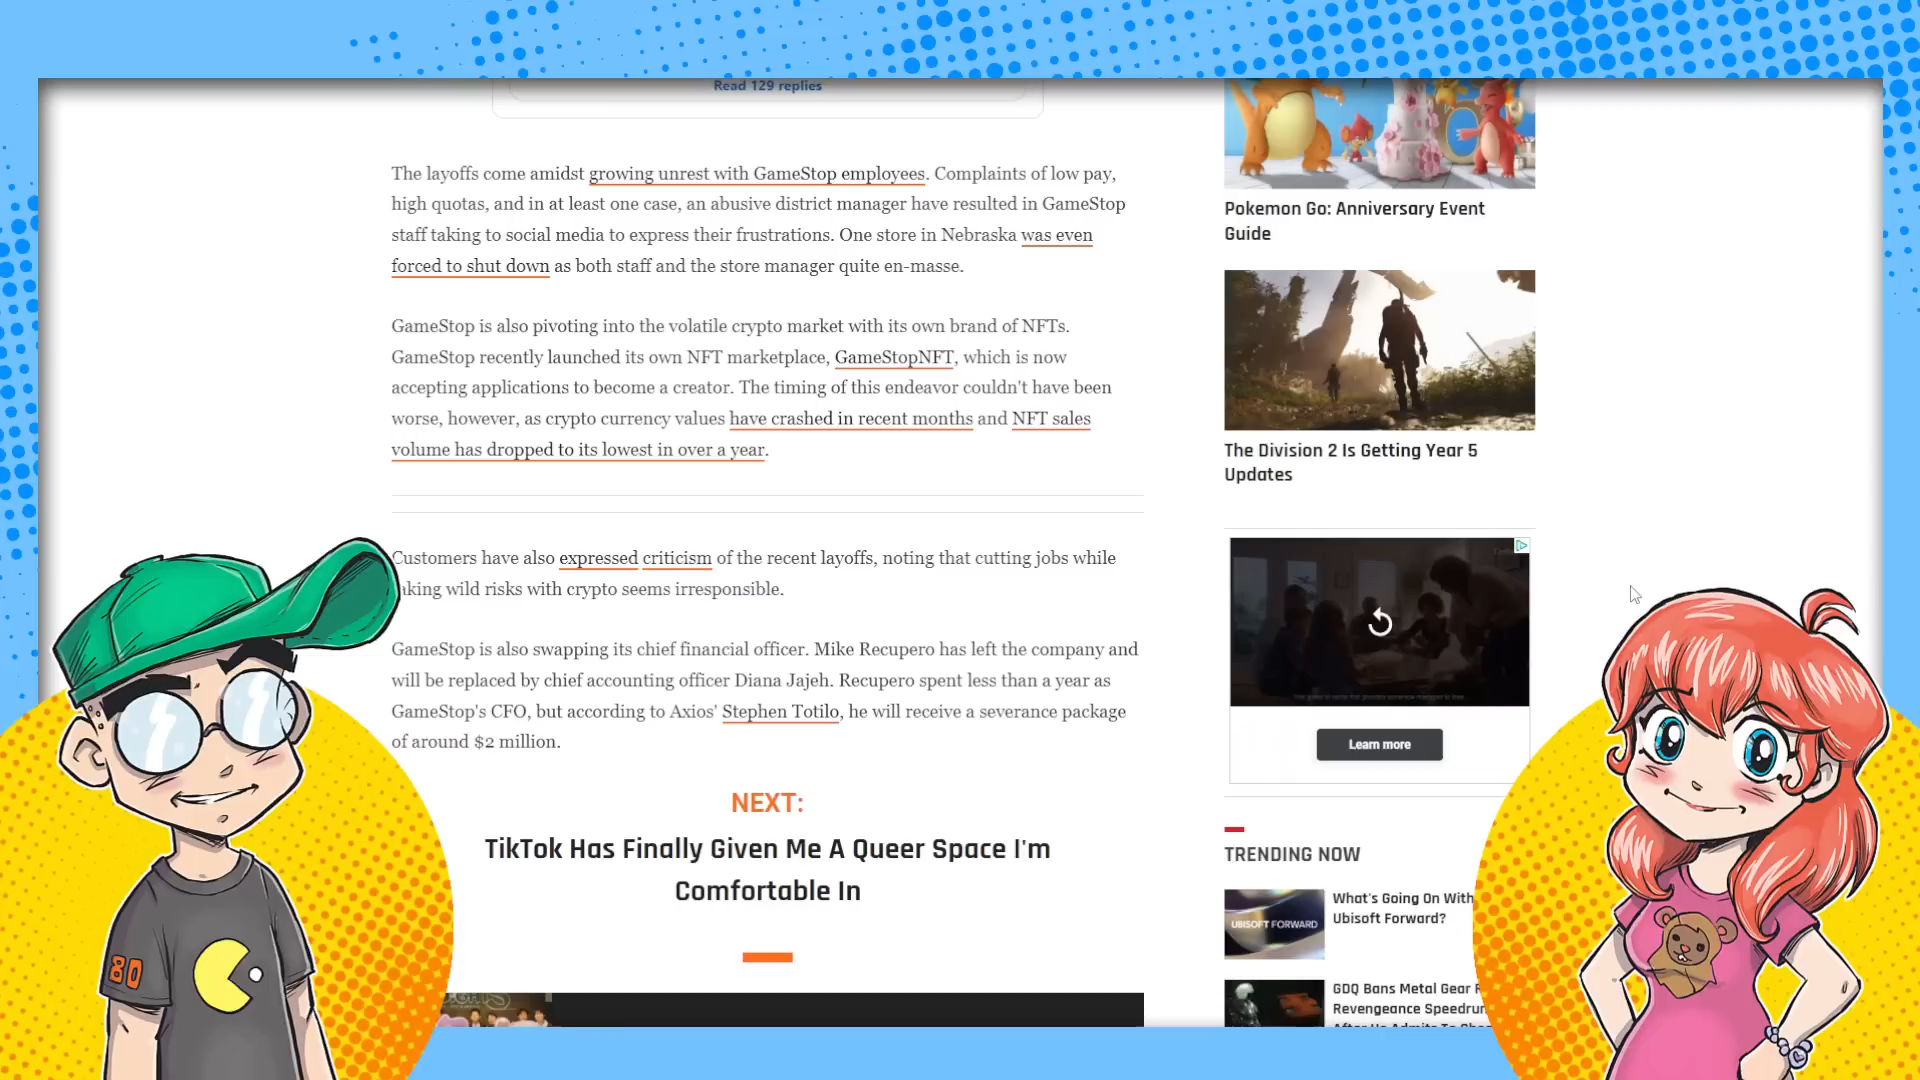 Read 129 replies
The layoffs come amidst growing unrest with GameStop employees. Complaints of low pay,
high quotas, and in at least one case, an abusive district manager have resulted in GameStop
staff taking to social media to express their frustrations. One store in Nebraska was even
forced to shut down as both staff and the store manager quite en-masse.
GameStop is also pivoting into the volatile crypto market with its own brand of NFTs.
GameStop recently launched its own NFT marketplace, GameStopNFT, which is now
accepting applications to become a creator. The timing of this endeavor couldn't have been
worse, however, as crypto currency values have crashed in recent months and NFT sales
volume has dropped to its lowest in over a year.
Customers have also expressed criticism of the recent layoffs, noting that cutting jobs while
aking wild risks with crypto seems irresponsible.
GameStop is also swapping its chief financial officer. Mike Recupero has left the company and
will be replaced by chief accounting officer Diana Jajeh. Recupero spent less than a year as
GameStop's CFO, but according to Axios' Stephen Totilo, he will receive a severance package
of around $2 million.
NEXT:
TikTok Has Finally Given Me A Queer Space I'm
Comfortable In
Pokemon Go: Anniversary Event
Guide
The Division 2 Is Getting Year 5
Updates
Learn more
TRENDING NOW
What's Going On With
Ubisoft Forward?
UBISOFT FORWARD
GDQ Bans Metal Gear
Revengeance Speedrun
After He Admits To
80